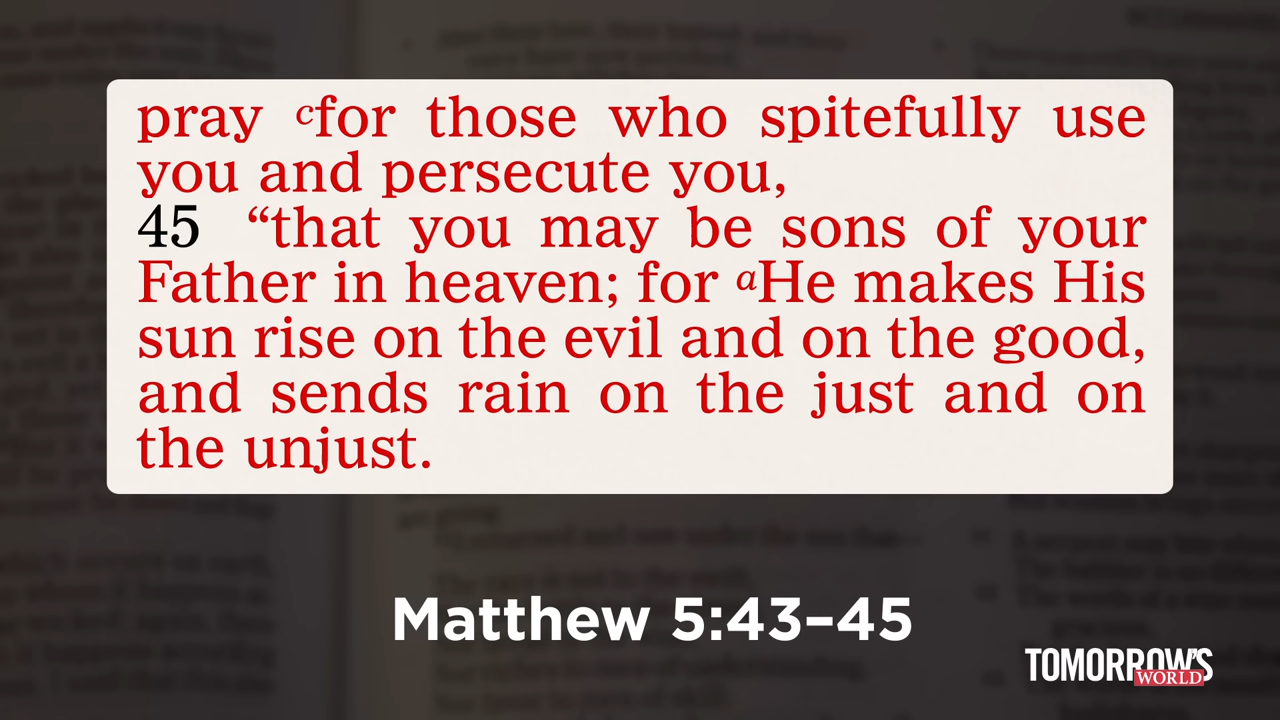 pray cfor those who spitefully use
you and persecute you,
45 “that you may be sons of your
Father in heaven; for aHe makes His
sun rise on the evil and on the good,
and sends rain on the just and on
the unjust.
Matthew 5:43–45
TOMORROW'S
WORLD